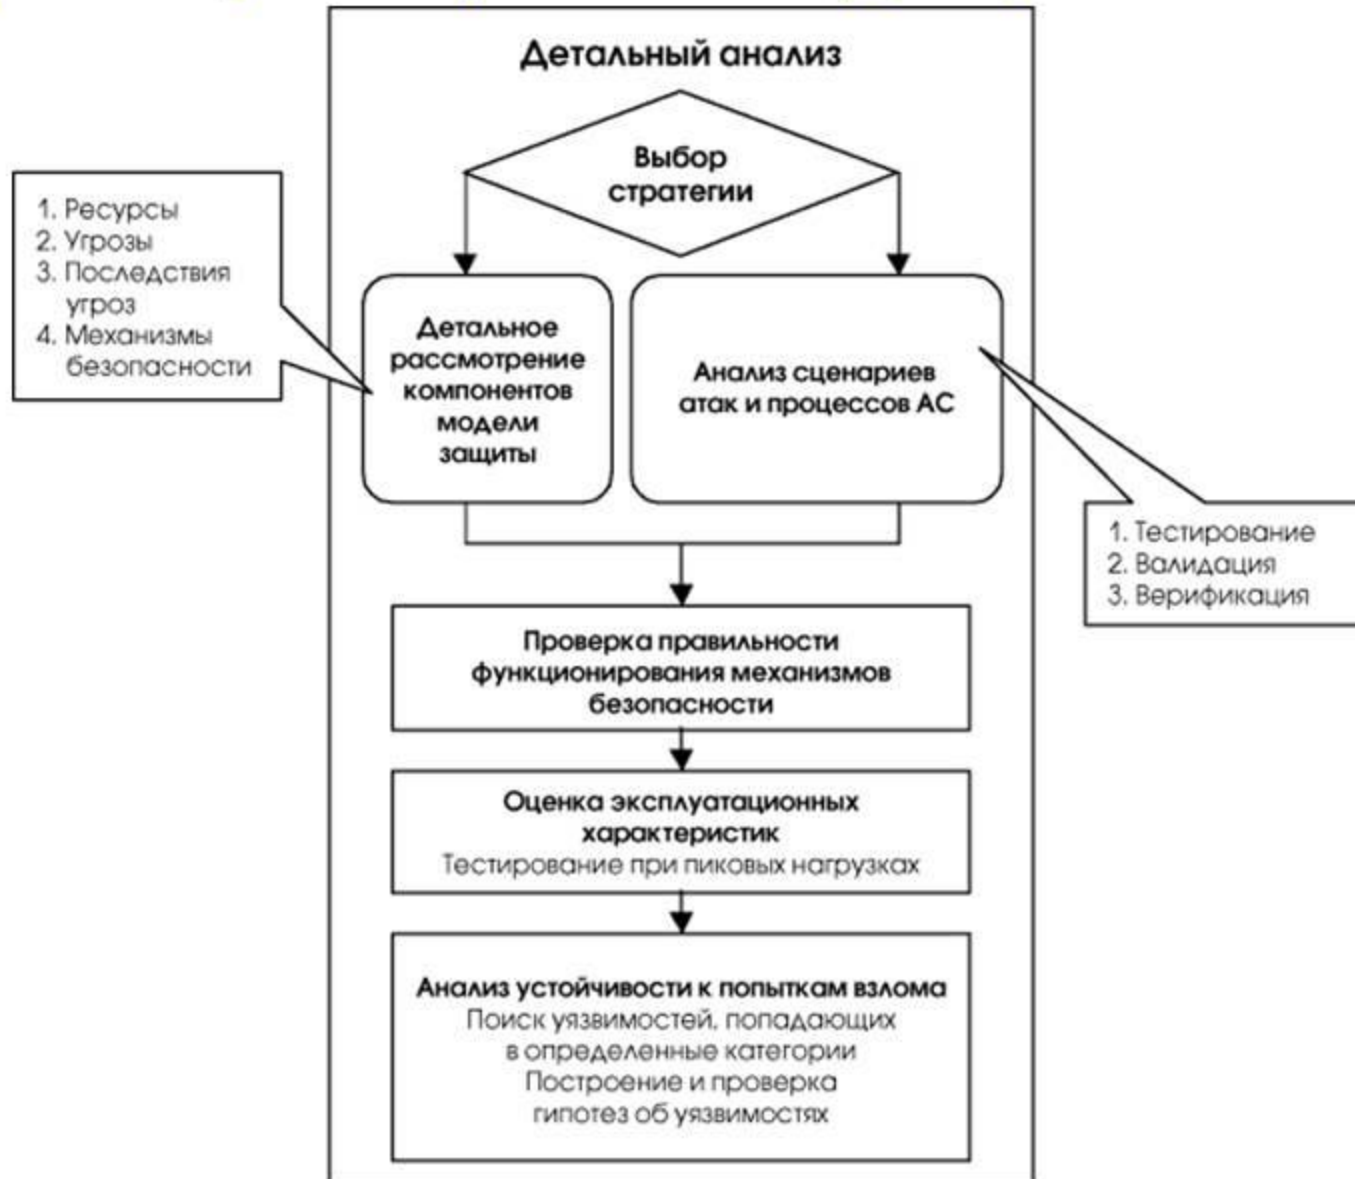 Детальный анализ
Выбор
стратегии
1. Ресурсы
2. Угрозы
3. Последствия
угроз
4. Механизмы
безопасности
Детальное
рассмотрение
компонентов
модели
защиты
Анализ сценариев
атак и процессов АС
1. Тестирование
2. Валидация
3. Верификация
Проверка правильности
функционирования механизмов
безопасности
Оценка эксплуатационных
характеристик
Тестирование при пиковых нагрузках
Анализ устойчивости к попыткам взлома
Поиск уязвимостей, попадающих
в определенные категории
Построение и проверка
гипотез об уязвимостях